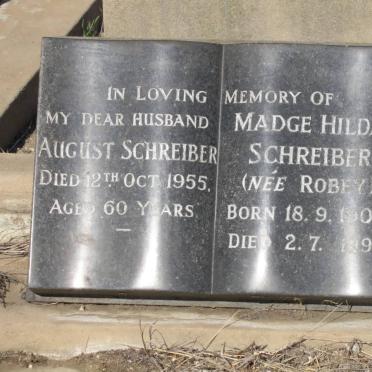 IN LOVING
MY DEAR HUSBAND
AUGUST SCHREIBER
DIED 12TH OCT 1955,
AGED 60 YEARS
MEMORY OF
MADGE HILDA
SCHREIBER
(NÉE ROBEY)
BORN 18. 9. 190
DIED 2. 7.